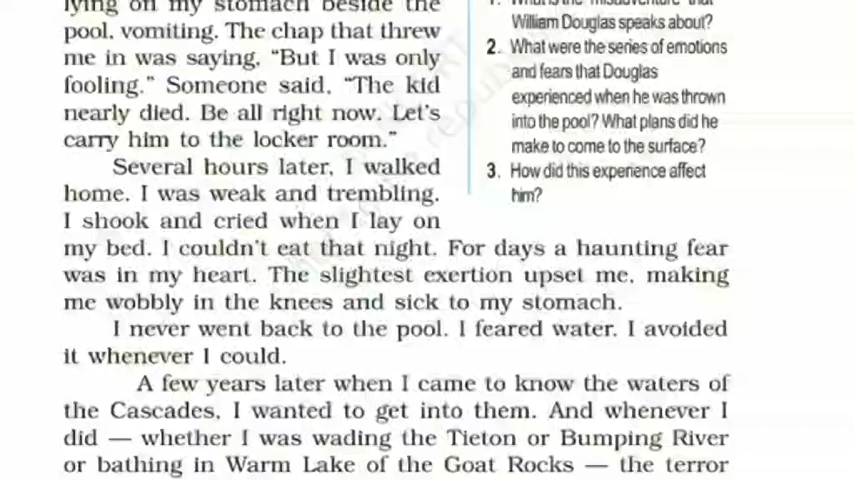 lying on my stomach beside the
pool, vomiting. The chap that threw
me in was saying, “But I was only
fooling.” Someone said, “The kid
nearly died. Be all right now. Let’s
carry him to the locker room.”
Several hours later, I walked
home. I was weak and trembling.
I shook and cried when I lay on
my bed. I couldn’t eat that night. For days a haunting fear
was in my heart. The slightest exertion upset me, making
me wobbly in the knees and sick to my stomach.
I never went back to the pool. I feared water. I avoided
it whenever I could.
A few years later when I came to know the waters of
the Cascades, I wanted to get into them. And whenever I
did — whether I was wading the Tieton or Bumping River
or bathing in Warm Lake of the Goat Rocks — the terror
1. What is the “misadventure” that
William Douglas speaks about?
2. What were the series of emotions
and fears that Douglas
experienced when he was thrown
into the pool? What plans did he
make to come to the surface?
3. How did this experience affect
him?